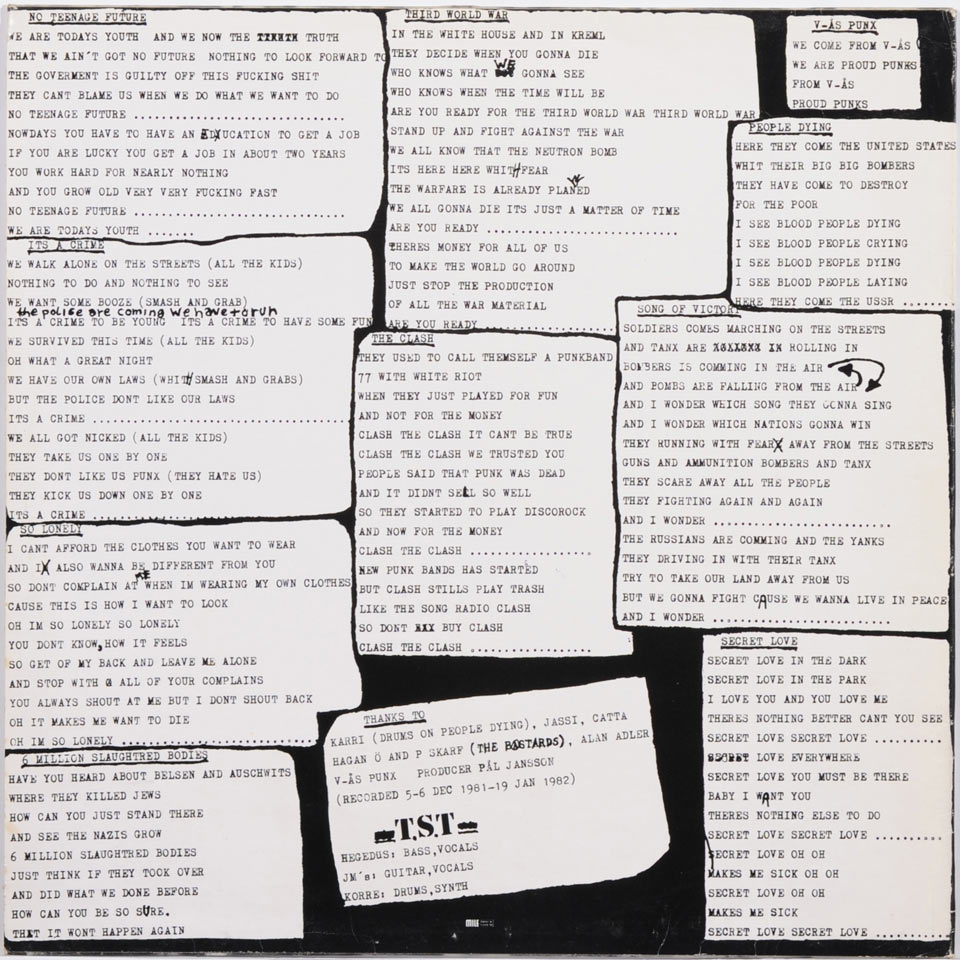 NO TEENAGE FUTURE
WE ARE TODAYS YOUTH AND WE NOW THE TRUTH
THAT WE AIN'T GOT NO FUTURE NOTHING TO LOOK FORWARD TO
THE GOVERMENT IS GUILTY OFF THIS FUCKING SHIT
THEY CANT BLAME US WHEN WE DO WHAT WE WANT TO DO
NO TEENAGE FUTURE ..............................
NOWDAYS YOU HAVE TO HAVE AN EDUCATION TO GET A JOB
IF YOU ARE LUCKY YOU GET A JOB IN ABOUT TWO YEARS
YOU WORK HARD FOR NEARLY NOTHING
AND YOU GROW OLD VERY VERY FUCKING FAST
NO TEENAGE FUTURE ..............................
WE ARE TODAYS YOUTH .......
ITS A CRIME
WE WALK ALONE ON THE STREETS (ALL THE KIDS)
NOTHING TO DO AND NOTHING TO SEE
WE WANT SOME BOOZE (SMASH AND GRAB)
the polise are coming we have to run
ITS A CRIME TO BE YOUNG ITS A CRIME TO HAVE SOME FUN
WE SURVIVED THIS TIME (ALL THE KIDS)
OH WHAT A GREAT NIGHT
WE HAVE OUR OWN LAWS (WHITH SMASH AND GRABS)
BUT THE POLICE DONT LIKE OUR LAWS
ITS A CRIME ..............................
WE ALL GOT NICKED (ALL THE KIDS)
THEY TAKE US ONE BY ONE
THEY DONT LIKE US PUNX (THEY HATE US)
THEY KICK US DOWN ONE BY ONE
ITS A CRIME ..............................
SO LONELY
I CANT AFFORD THE CLOTHES YOU WANT TO WEAR
AND I ALSO WANNA BE DIFFERENT FROM YOU
SO DONT COMPLAIN AT ME WHEN IM WEARING MY OWN CLOTHES
CAUSE THIS IS HOW I WANT TO LOOK
OH IM SO LONELY SO LONELY
YOU DONT KNOW,HOW IT FEELS
SO GET OF MY BACK AND LEAVE ME ALONE
AND STOP WITH ALL OF YOUR COMPLAINS
YOU ALWAYS SHOUT AT ME BUT I DONT SHOUT BACK
OH IT MAKES ME WANT TO DIE
OH IM SO LONELY ..............................
6 MILLION SLAUGHTRED BODIES
HAVE YOU HEARD ABOUT BELSEN AND AUSCHWITS
WHERE THEY KILLED JEWS
HOW CAN YOU JUST STAND THERE
AND SEE THE NAZIS GROW
6 MILLION SLAUGHTRED BODIES
JUST THINK IF THEY TOOK OVER
AND DID WHAT WE DONE BEFORE
HOW CAN YOU BE SO SURE.
THAT IT WONT HAPPEN AGAIN
THIRD WORLD WAR
IN THE WHITE HOUSE AND IN KREML
THEY DECIDE WHEN YOU GONNA DIE
WHO KNOWS WHAT WE GONNA SEE
WHO KNOWS WHEN THE TIME WILL BE
ARE YOU READY FOR THE THIRD WORLD WAR THIRD WORLD WAR
STAND UP AND FIGHT AGAINST THE WAR
WE ALL KNOW THAT THE NEUTRON BOMB
ITS HERE HERE WHITH FEAR
THE WARFARE IS ALREADY PLANNED
WE ALL GONNA DIE ITS JUST A MATTER OF TIME
ARE YOU READY ..............................
THERES MONEY FOR ALL OF US
TO MAKE THE WORLD GO AROUND
JUST STOP THE PRODUCTION
OF ALL THE WAR MATERIAL
ARE YOU READY ..............................
THE CLASH
THEY USED TO CALL THEMSELF A PUNKBAND
77 WITH WHITE RIOT
WHEN THEY JUST PLAYED FOR FUN
AND NOT FOR THE MONEY
CLASH THE CLASH IT CANT BE TRUE
CLASH THE CLASH WE TRUSTED YOU
PEOPLE SAID THAT PUNK WAS DEAD
AND IT DIDNT SELL SO WELL
SO THEY STARTED TO PLAY DISCOROCK
AND NOW FOR THE MONEY
CLASH THE CLASH ..................
NEW PUNK BANDS HAS STARTED
BUT CLASH STILLS PLAY TRASH
LIKE THE SONG RADIO CLASH
SO DONT BUY CLASH
CLASH THE CLASH ..................
THANKS TO
KARRI (DRUMS ON PEOPLE DYING), JASSI, CATTA
HAGAN Ö AND P SKARF (THE BASTARDS), ALAN ADLER
V-ÅS PUNX PRODUCER PÅL JANSSON
(RECORDED 5-6 DEC 1981-19 JAN 1982)
T.S.T
HEGEDUS: BASS,VOCALS
JM´s: GUITAR,VOCALS
KORRE: DRUMS,SYNTH
MILE
V-ÅS PUNX
WE COME FROM V-ÅS
WE ARE PROUD PUNKS
FROM V-ÅS
PROUD PUNKS
PEOPLE DYING
HERE THEY COME THE UNITED STATES
WHIT THEIR BIG BIG BOMBERS
THEY HAVE COME TO DESTROY
FOR THE POOR
I SEE BLOOD PEOPLE DYING
I SEE BLOOD PEOPLE CRYING
I SEE BLOOD PEOPLE DYING
I SEE BLOOD PEOPLE LAYING
HERE THEY COME THE USSR .......
SONG OF VICTORY
SOLDIERS COMES MARCHING ON THE STREETS
AND TANX ARE ROLLING IN
BOMBERS IS COMMING IN THE AIR
AND BOMBS ARE FALLING FROM THE AIR
AND I WONDER WHICH SONG THEY GONNA SING
AND I WONDER WHICH NATIONS GONNA WIN
THEY RUNNING WITH FEAR AWAY FROM THE STREETS
GUNS AND AMMUNITION BOMBERS AND TANX
THEY SCARE AWAY ALL THE PEOPLE
THEY FIGHTING AGAIN AND AGAIN
AND I WONDER ..........................
THE RUSSIANS ARE COMMING AND THE YANKS
THEY DRIVING IN WITH THEIR TANX
TRY TO TAKE OUR LAND AWAY FROM US
BUT WE GONNA FIGHT CAUSE WE WANNA LIVE IN PEACE
AND I WONDER ..........................
SECRET LOVE
SECRET LOVE IN THE DARK
SECRET LOVE IN THE PARK
I LOVE YOU AND YOU LOVE ME
THERES NOTHING BETTER CANT YOU SEE
SECRET LOVE SECRET LOVE ..........
SECRET LOVE EVERYWHERE
SECRET LOVE YOU MUST BE THERE
BABY I WANT YOU
THERES NOTHING ELSE TO DO
SECRET LOVE SECRET LOVE ..........
SECRET LOVE OH OH
MAKES ME SICK OH OH
SECRET LOVE OH OH
MAKES ME SICK
SECRET LOVE SECRET LOVE ...........